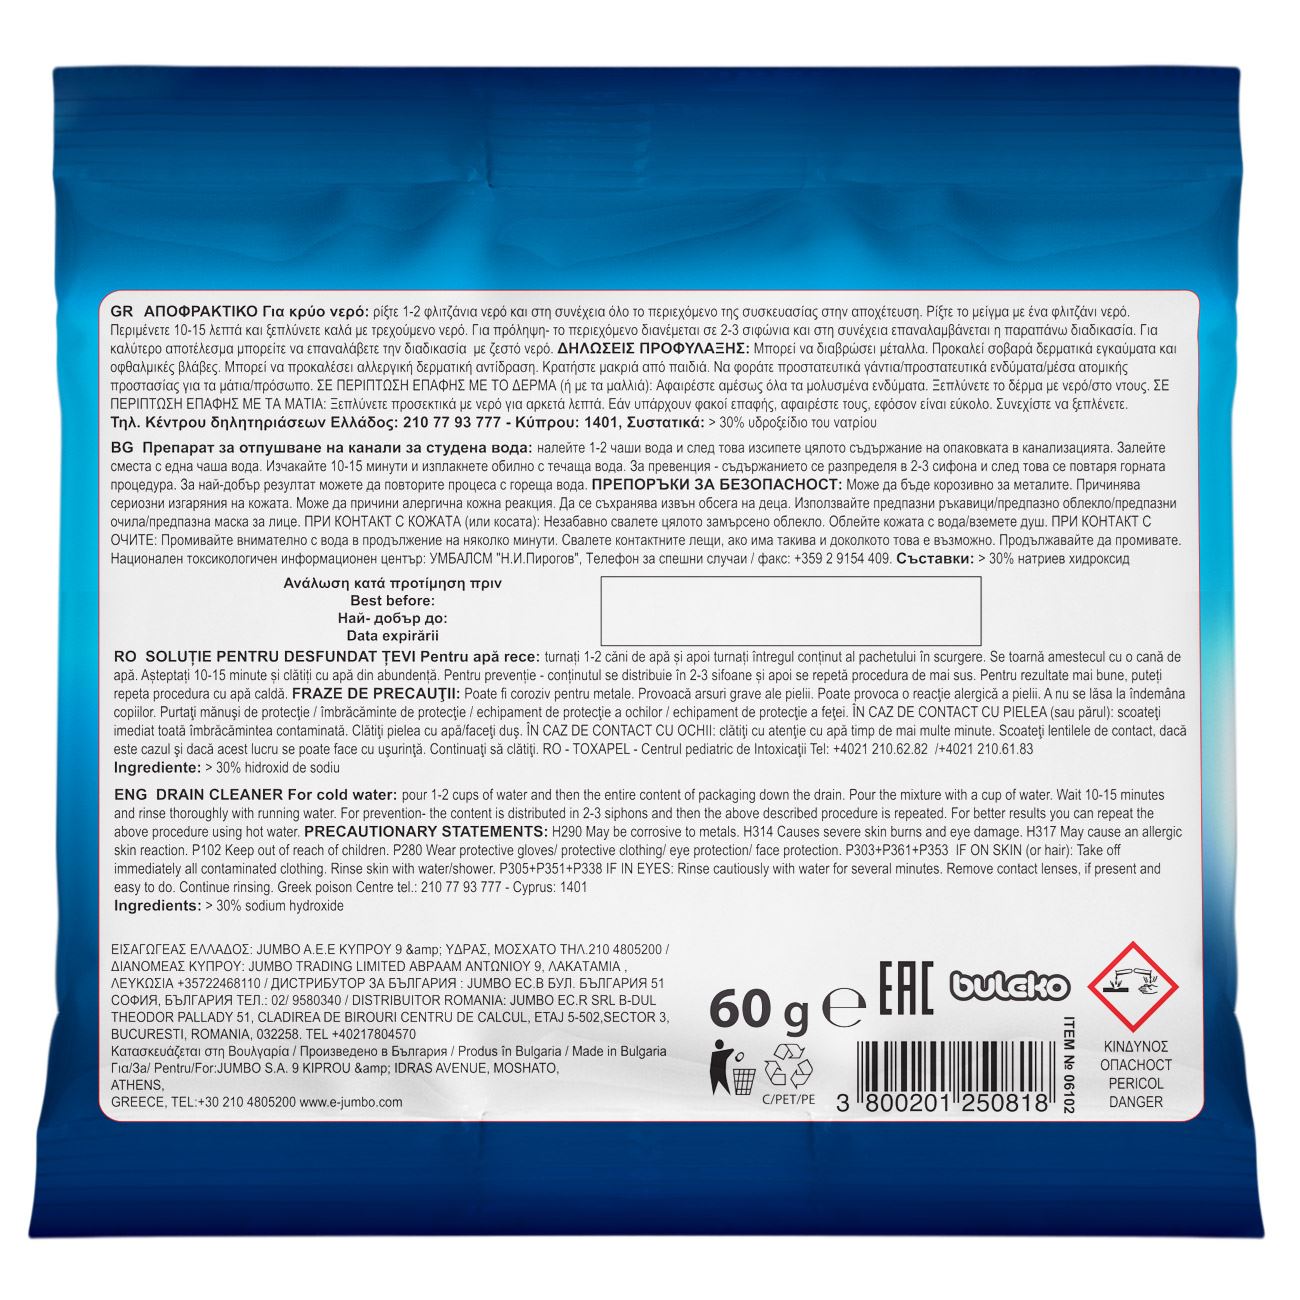 GR ΑΠΟΦΡΑΚΤΙΚΟ Για κρύο νερό: ρίξτε 1-2 φλιτζάνια νερό και στη συνέχεια όλο το περιεχόμενο της συσκευασίας στην αποχέτευση. Ρίξτε το μείγμα με ένα φλιτζάνι νερό.
Περιμένετε 10-15 λεπτά και ξεπλύνετε καλά με τρεχούμενο νερό. Για πρόληψη- το περιεχόμενο διανέμεται σε 2-3 σιφώνια και στη συνέχεια επαναλαμβάνεται η παραπάνω διαδικασία. Για
καλύτερο αποτέλεσμα μπορείτε να επαναλάβετε την διαδικασία με ζεστό νερό. ΔΗΛΩΣΕΙΣ ΠΡΟΦΥΛΑΞΗΣ: Μπορεί να διαβρώσει μέταλλα. Προκαλεί σοβαρά δερματικά εγκαύματα και
οφθαλμικές βλάβες. Μπορεί να προκαλέσει αλλεργική δερματική αντίδραση. Κρατήστε μακριά από παιδιά. Να φοράτε προστατευτικά γάντια/προστατευτικά ενδύματα/μέσα ατομικής
προστασίας για τα μάτια/πρόσωπο. ΣΕ ΠΕΡΙΠΤΩΣΗ ΕΠΑΦΗΣ ΜΕ ΤΟ ΔΕΡΜΑ (ή με τα μαλλιά): Αφαιρέστε αμέσως όλα τα μολυσμένα ενδύματα. Ξεπλύνετε το δέρμα με νερό/στο ντους. ΣΕ
ΠΕΡΙΠΤΩΣΗ ΕΠΑΦΗΣ ΜΕ ΤΑ ΜΑΤΙΑ: Ξεπλύνετε προσεκτικά με νερό για αρκετά λεπτά. Εάν υπάρχουν φακοί επαφής, αφαιρέστε τους, εφόσον είναι εύκολο. Συνεχίστε να ξεπλένετε.
Τηλ. Κέντρου δηλητηριάσεων Ελλάδος: 210 77 93 777 - Κύπρου: 1401, Συστατικά: > 30% υδροξείδιο του νατρίου
BG Препарат за отпушване на канали за студена вода: налейте 1-2 чаши вода и след това изсипете цялото съдържание на опаковката в канализацията. Залейте
сместа с една чаша вода. Изчакайте 10-15 минути и изплакнете обилно с течаща вода. За превенция - съдържанието се разпределя в 2-3 сифона и след това се повтаря горната
процедура. За най-добър резултат можете да повторите процеса с гореща вода. ПРЕПОРЪКИ ЗА БЕЗОПАСНОСТ: Може да бъде корозивно за металите. Причинява
сериозни изгаряния на кожата. Може да причини алергична кожна реакция. Да се съхранява извън обсега на деца. Използвайте предпазни ръкавици/предпазно облекло/предпазни
очила/предпазна маска за лице. ПРИ КОНТАКТ С КОЖАТА (или косата): Незабавно свалете цялото замърсено облекло. Облейте кожата с вода/вземете душ. ПРИ КОНТАКТ С
ОЧИТЕ: Промивайте внимателно с вода в продължение на няколко минути. Свалете контактните лещи, ако има такива и доколкото това е възможно. Продължавайте да промивате.
Национален токсикологичен информационен център: УМБАЛСМ "Н.И.Пирогов", Телефон за спешни случаи / факс: +359 2 9154 409. Съставки: > 30% натриев хидроксид
Ανάλωση κατά προτίμηση πριν
Best before:
Най- добър до:
Data expirării
RO SOLUȚIE PENTRU DESFUNDAT ȚEVI Pentru apă rece: turnați 1-2 căni de apă și apoi turnați întregul conținut al pachetului în scurgere. Se toarnă amestecul cu o cană de
apă. Așteptați 10-15 minute și clătiți cu apă din abundență. Pentru prevenție - conținutul se distribuie în 2-3 sifoane și apoi se repetă procedura de mai sus. Pentru rezultate mai bune, puteți
repeta procedura cu apă caldă. FRAZE DE PRECAUŢII: Poate fi coroziv pentru metale. Provoacă arsuri grave ale pielii. Poate provoca o reacţie alergică a pielii. A nu se lăsa la îndemâna
copiilor. Purtaţi mănuşi de protecţie / îmbrăcăminte de protecţie / echipament de protecţie a ochilor / echipament de protecţie a feţei. ÎN CAZ DE CONTACT CU PIELEA (sau părul): scoateţi
imediat toată îmbrăcămintea contaminată. Clătiţi pielea cu apă/faceţi duş. ÎN CAZ DE CONTACT CU OCHII: clătiţi cu atenţie cu apă timp de mai multe minute. Scoateţi lentilele de contact, dacă
este cazul şi dacă acest lucru se poate face cu uşurinţă. Continuaţi să clătiţi. RO - TOXAPEL - Centrul pediatric de Intoxicaţii Tel: +4021 210.62.82 /+4021 210.61.83
Ingrediente: > 30% hidroxid de sodiu
ENG DRAIN CLEANER For cold water: pour 1-2 cups of water and then the entire content of packaging down the drain. Pour the mixture with a cup of water. Wait 10-15 minutes
and rinse thoroughly with running water. For prevention- the content is distributed in 2-3 siphons and then the above described procedure is repeated. For better results you can repeat the
above procedure using hot water. PRECAUTIONARY STATEMENTS: H290 May be corrosive to metals. H314 Causes severe skin burns and eye damage. H317 May cause an allergic
skin reaction. P102 Keep out of reach of children. P280 Wear protective gloves/ protective clothing/ eye protection/ face protection. P303+P361+P353 IF ON SKIN (or hair): Take off
immediately all contaminated clothing. Rinse skin with water/shower. P305+P351+P338 IF IN EYES: Rinse cautiously with water for several minutes. Remove contact lenses, if present and
easy to do. Continue rinsing. Greek poison Centre tel.: 210 77 93 777 - Cyprus: 1401
Ingredients: > 30% sodium hydroxide
ΕΙΣΑΓΩΓΕΑΣ ΕΛΛΑΔΟΣ: JUMBO Α.Ε.Ε ΚΥΠΡΟΥ 9 &amp; ΥΔΡΑΣ, ΜΟΣΧΑΤΟ ΤΗΛ.210 4805200 /
ΔΙΑΝΟΜΕΑΣ ΚΥΠΡΟΥ: JUMBO TRADING LIMITED ΑΒΡΑΑΜ ΑΝΤΩΝΙΟΥ 9, ΛΑΚΑΤΑΜΙΑ ,
ΛΕΥΚΩΣΙΑ +35722468110 / ДИСТРИБУТОР ЗА БЪЛГАРИЯ : JUMBO EC.B БУЛ. БЪЛГАРИЯ 51
СОФИЯ, БЪЛГАРИЯ ТЕЛ.: 02/ 9580340 / DISTRIBUITOR ROMANIA: JUMBO EC.R SRL B-DUL
THEODOR PALLADY 51, CLADIREA DE BIROURI CENTRU DE CALCUL, ETAJ 5-502,SECTOR 3,
BUCURESTI, ROMANIA, 032258. TEL +40217804570
Κατασκευάζεται στη Βουλγαρία / Произведено в България / Produs în Bulgaria / Made in Bulgaria
Για/За/ Pentru/For:JUMBO S.A. 9 KIPROU &amp; IDRAS AVENUE, MOSHATO,
ATHENS,
GREECE, TEL:+30 210 4805200 www.e-jumbo.com
60 g e
EAC
buleko
C/PET/PE
3 800201 250818
ITEM № 06102
ΚΙΝΔΥΝΟΣ
ОПАСНОСТ
PERICOL
DANGER